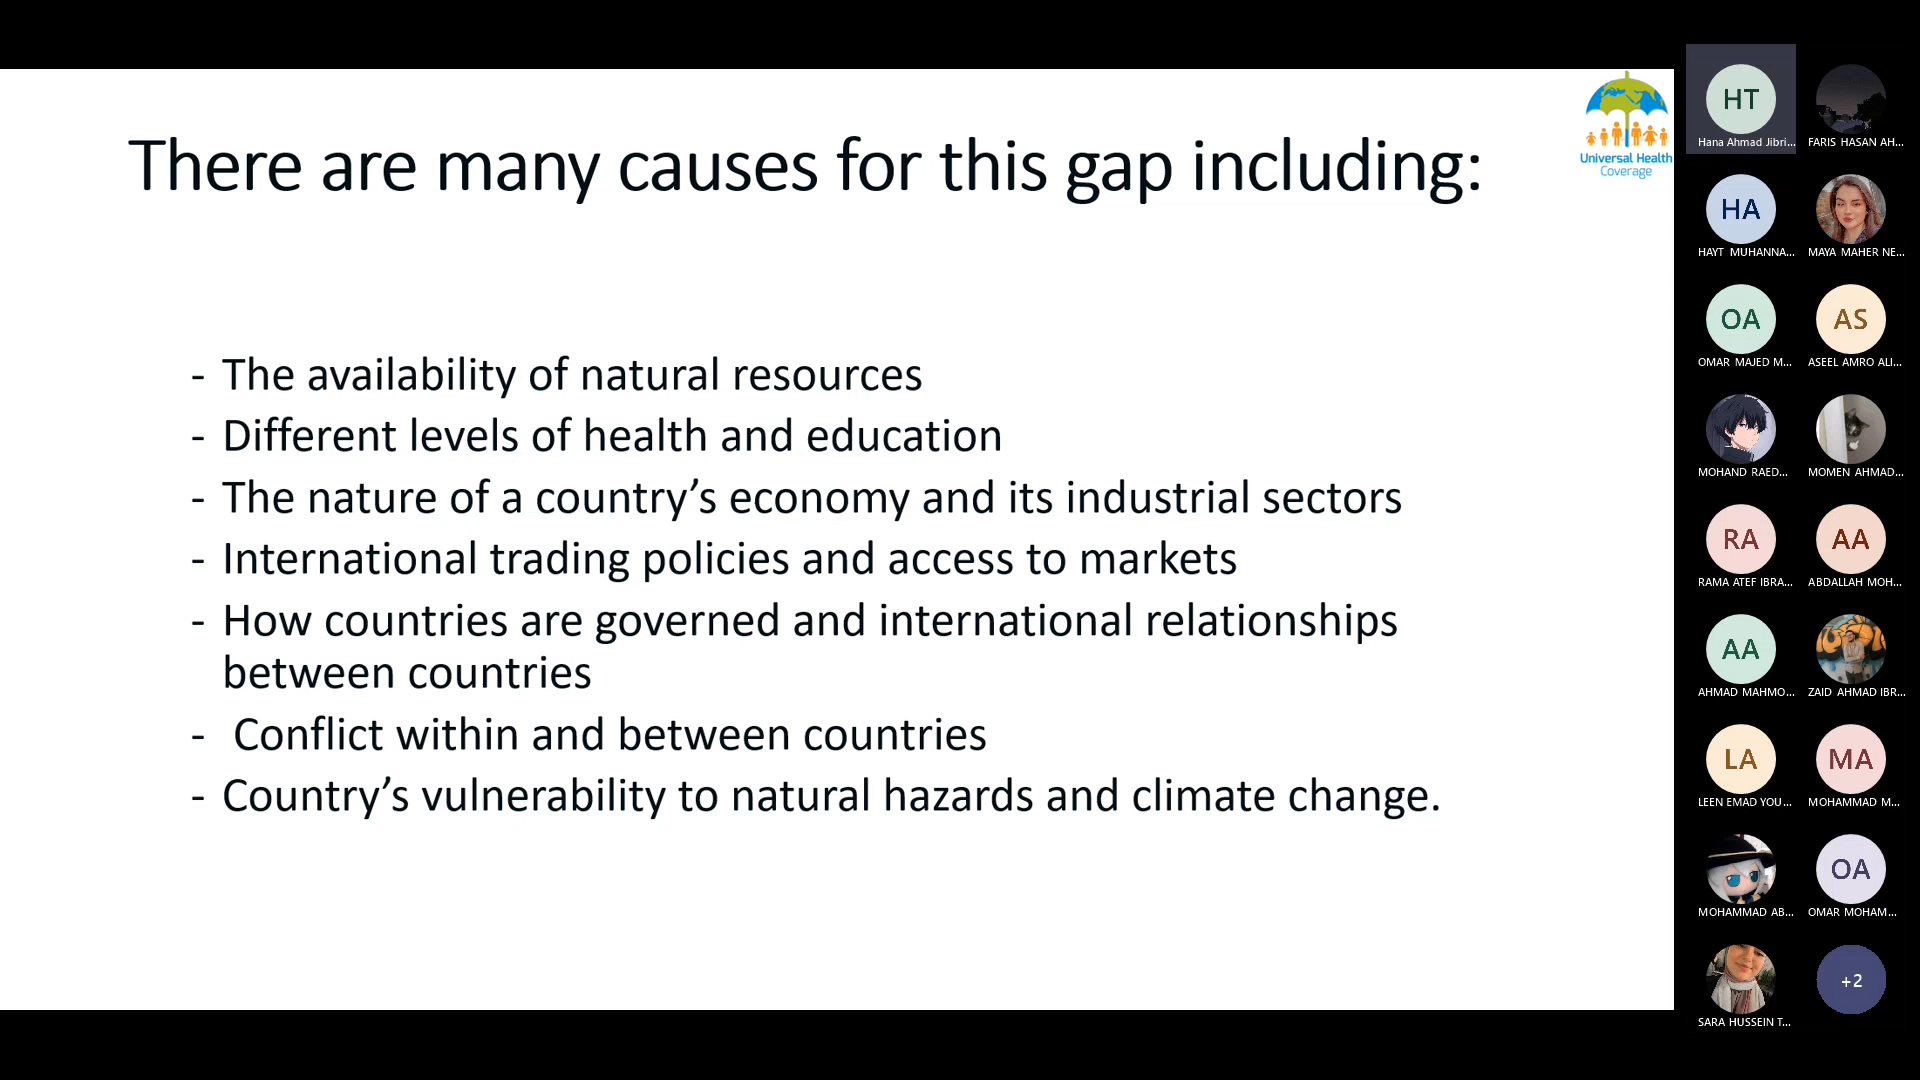 There are many causes for this gap including:
Universal Health
Coverage
- The availability of natural resources
- Different levels of health and education
- The nature of a country’s economy and its industrial sectors
- International trading policies and access to markets
- How countries are governed and international relationships
between countries
- Conflict within and between countries
- Country’s vulnerability to natural hazards and climate change.
HT
Hana Ahmad Jibri...
FARIS HASAN AH...
HA
HAYT MUHANNA...
MAYA MAHER NE...
OA
OMAR MAJED M...
AS
ASEEL AMRO ALI...
MOHAND RAED...
MOMEN AHMAD...
RA
RAMA ATEF IBRA...
AA
ABDALLAH MOH...
AA
AHMAD MAHMO...
ZAID AHMAD IBR...
LA
LEEN EMAD YOU...
MA
MOHAMMAD M...
MOHAMMAD AB...
OA
OMAR MOHAM...
SARA HUSSEIN T...
+2